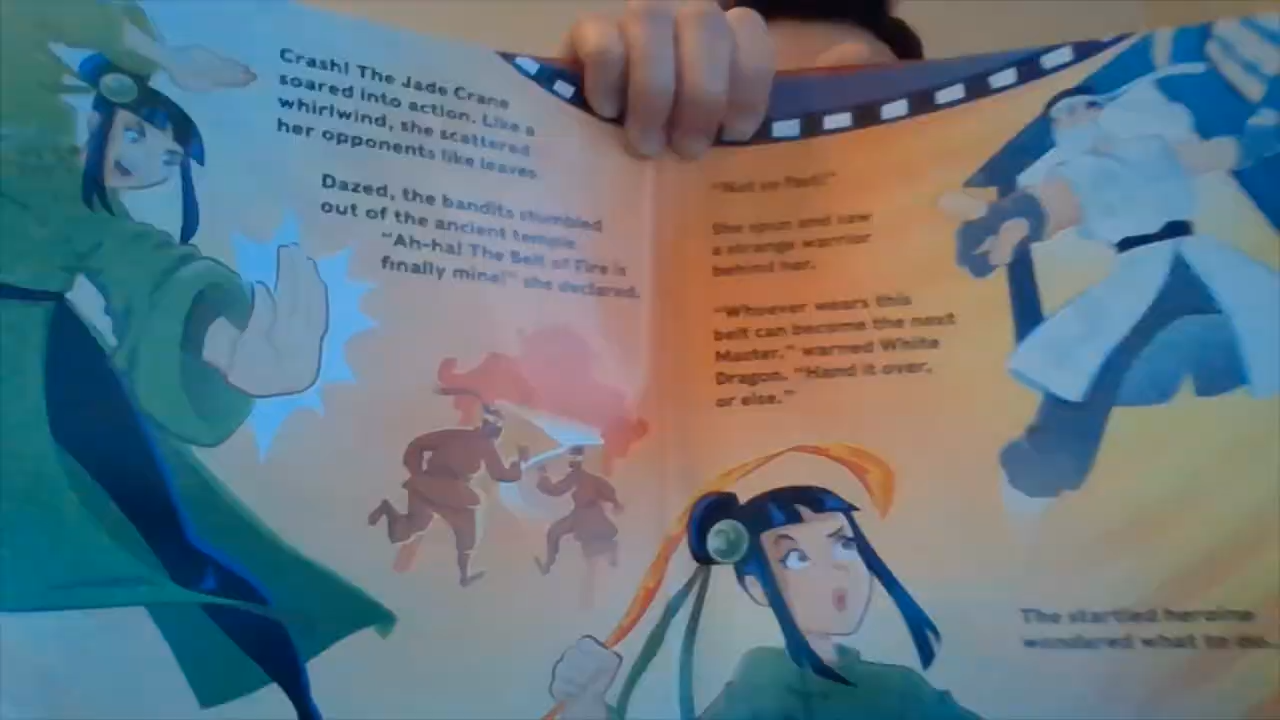 Crash! The Jade Crane
soared into action. Like a
whirlwind, she scattered
her opponents like leaves.
Dazed, the bandits stumbled
out of the ancient temple.
"Ah-ha! The Belt of Fire is
finally mine!" she declared.
"Not so fast!"
She spun and saw
a strange warrior
behind her.
"Whoever wears this
belt can become the next
Master," warned White
Dragon. "Hand it over,
or else."
The startled heroine
wondered what to do.